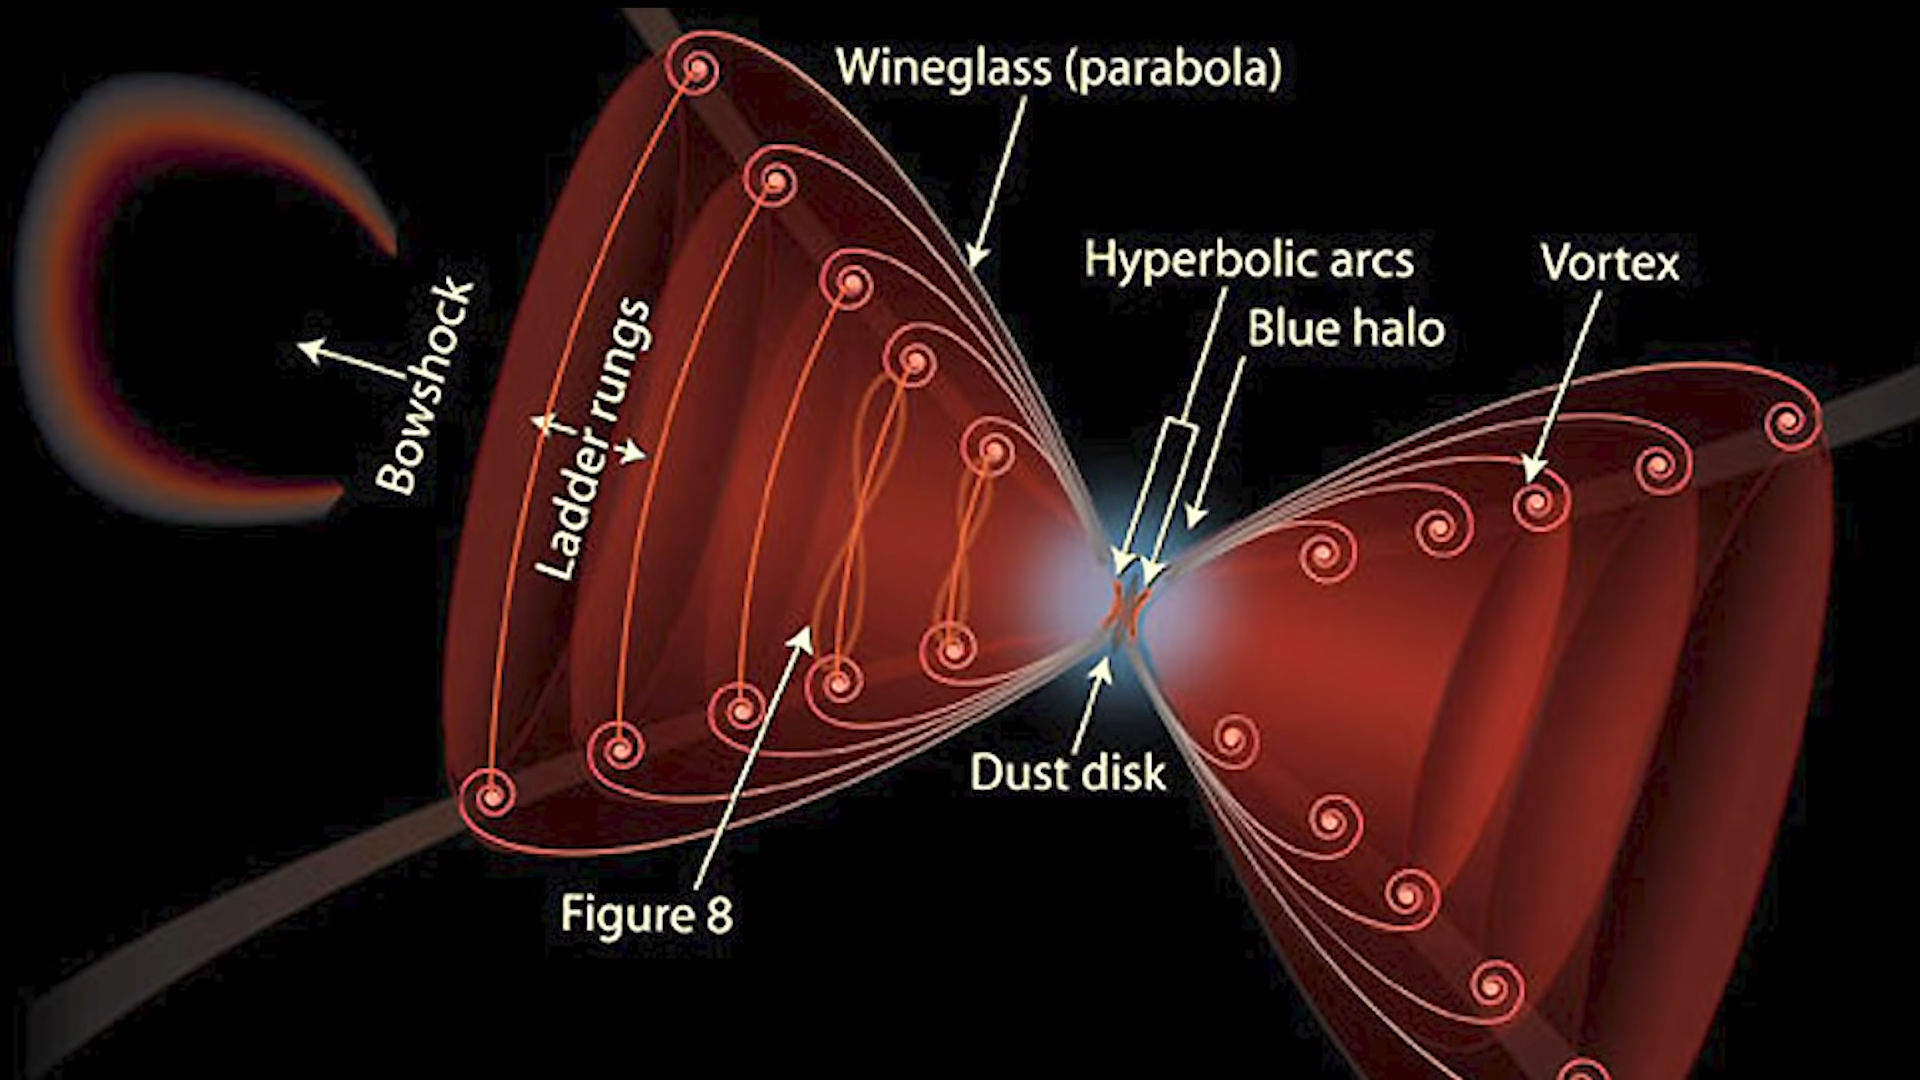 Wineglass (parabola)
Hyperbolic arcs
Vortex
Blue halo
Bowshock
Ladder rungs
Dust disk
Figure 8